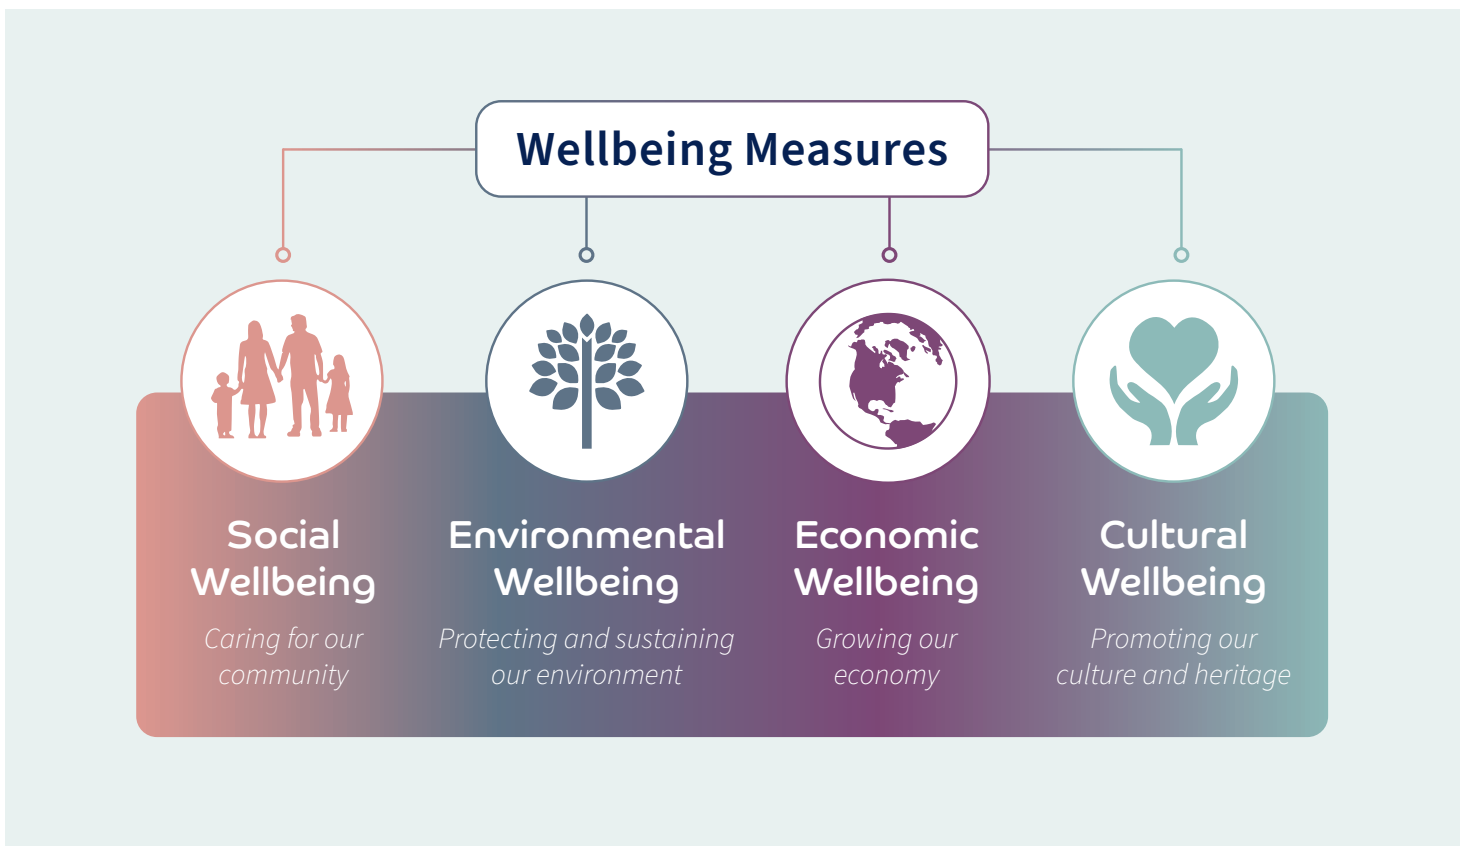 Wellbeing Measures
Social
Wellbeing
Caring for our
community
Environmental
Wellbeing
Protecting and sustaining
our environment
Economic
Wellbeing
Growing our
economy
Cultural
Wellbeing
Promoting our
culture and heritage